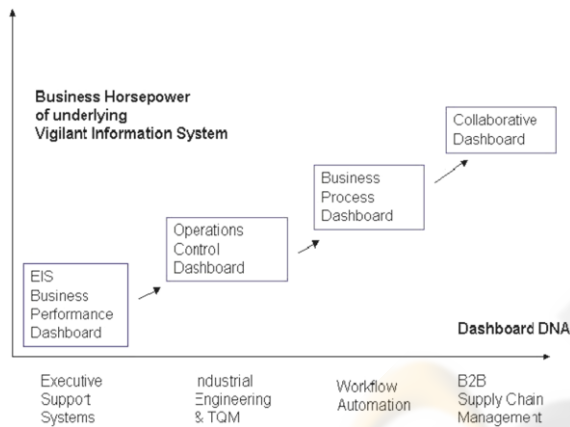 Business Horsepower
of underlying
Vigilant Information System
Collaborative
Dashboard
Business
Process
Dashboard
Operations
Control
Dashboard
EIS
Business
Performance
Dashboard
Dashboard DNA
Executive
Support
Systems
Industrial
Engineering
& TQM
Workflow
Automation
B2B
Supply Chain
Management